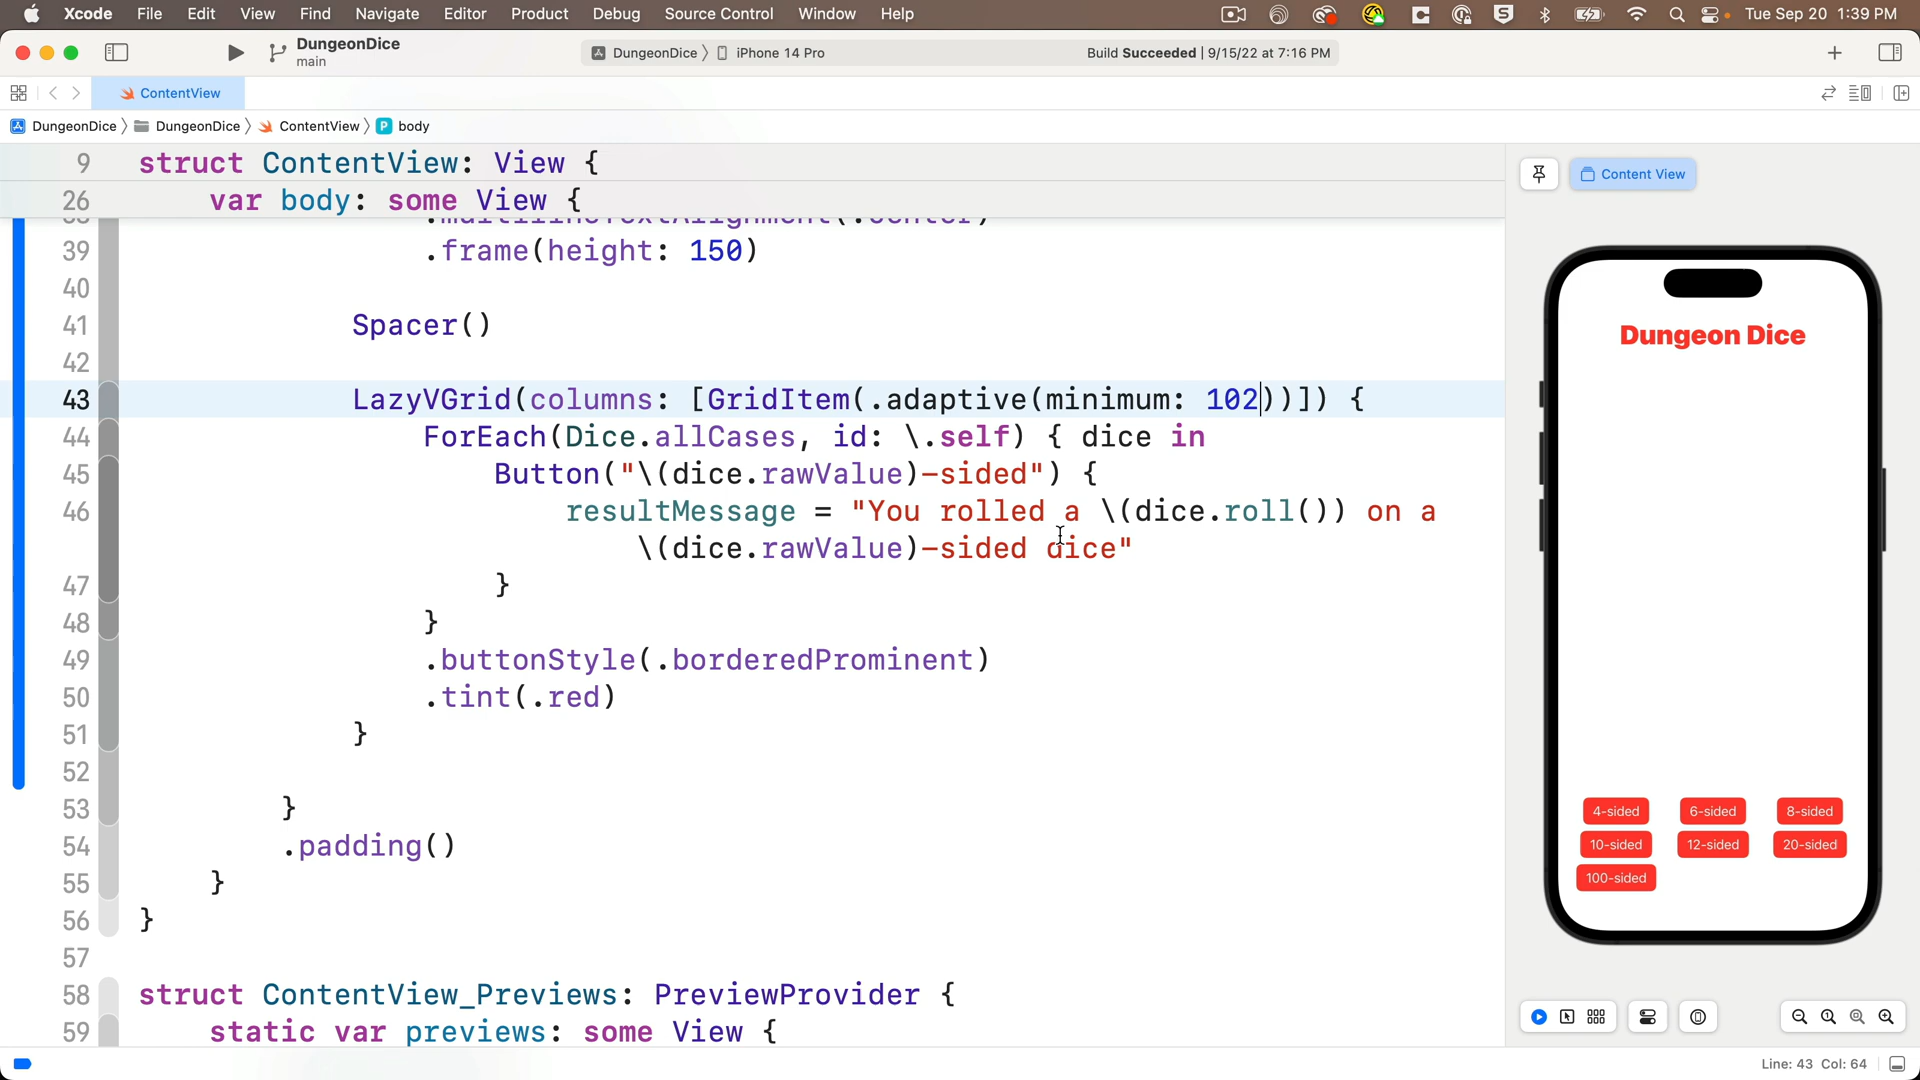 Xcode File Edit View Find Navigate Editor Product Debug Source Control Window Help Tue Sep 20 1:39 PM
DungeonDice
main
DungeonDice iPhone 14 Pro Build Succeeded | 9/15/22 at 7:16 PM
ContentView
DungeonDice DungeonDice ContentView body
9 struct ContentView: View {
26 var body: some View {
.multilineTextAlignment(.center)
39 .frame(height: 150)
40
41 Spacer()
42
43 LazyVGrid(columns: [GridItem(.adaptive(minimum: 102))]) {
44 ForEach(Dice.allCases, id: \.self) { dice in
45 Button("\(dice.rawValue)-sided") {
46 resultMessage = "You rolled a \(dice.roll()) on a
\(dice.rawValue)-sided dice"
47 }
48 }
49 .buttonStyle(.borderedProminent)
50 .tint(.red)
51 }
52
53 }
54 .padding()
55 }
56 }
57
58 struct ContentView_Previews: PreviewProvider {
59 static var previews: some View {
Content View
Dungeon Dice
4-sided 6-sided 8-sided
10-sided 12-sided 20-sided
100-sided
Line: 43 Col: 64